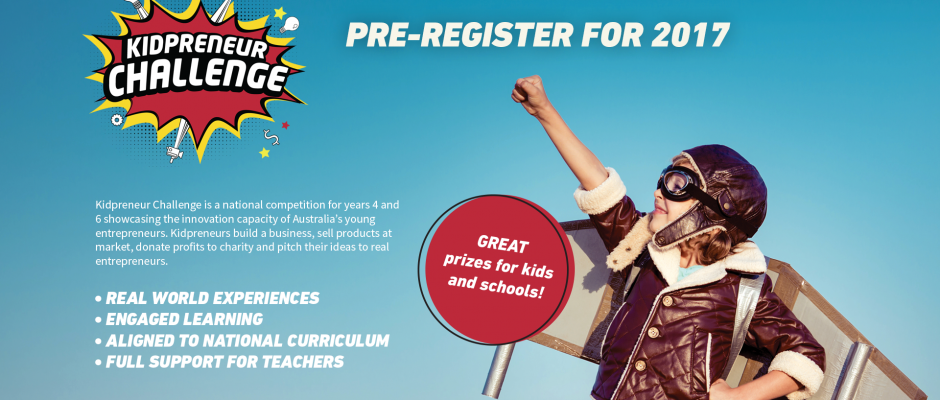 KIDPRENEUR
CHALLENGE
PRE-REGISTER FOR 2017
Kidpreneur Challenge is a national competition for years 4 and
6 showcasing the innovation capacity of Australia's young
entrepreneurs. Kidpreneurs build a business, sell products at
market, donate profits to charity and pitch their ideas to real
entrepreneurs.
• REAL WORLD EXPERIENCES
• ENGAGED LEARNING
• ALIGNED TO NATIONAL CURRICULUM
• FULL SUPPORT FOR TEACHERS
GREAT
prizes for kids
and schools!